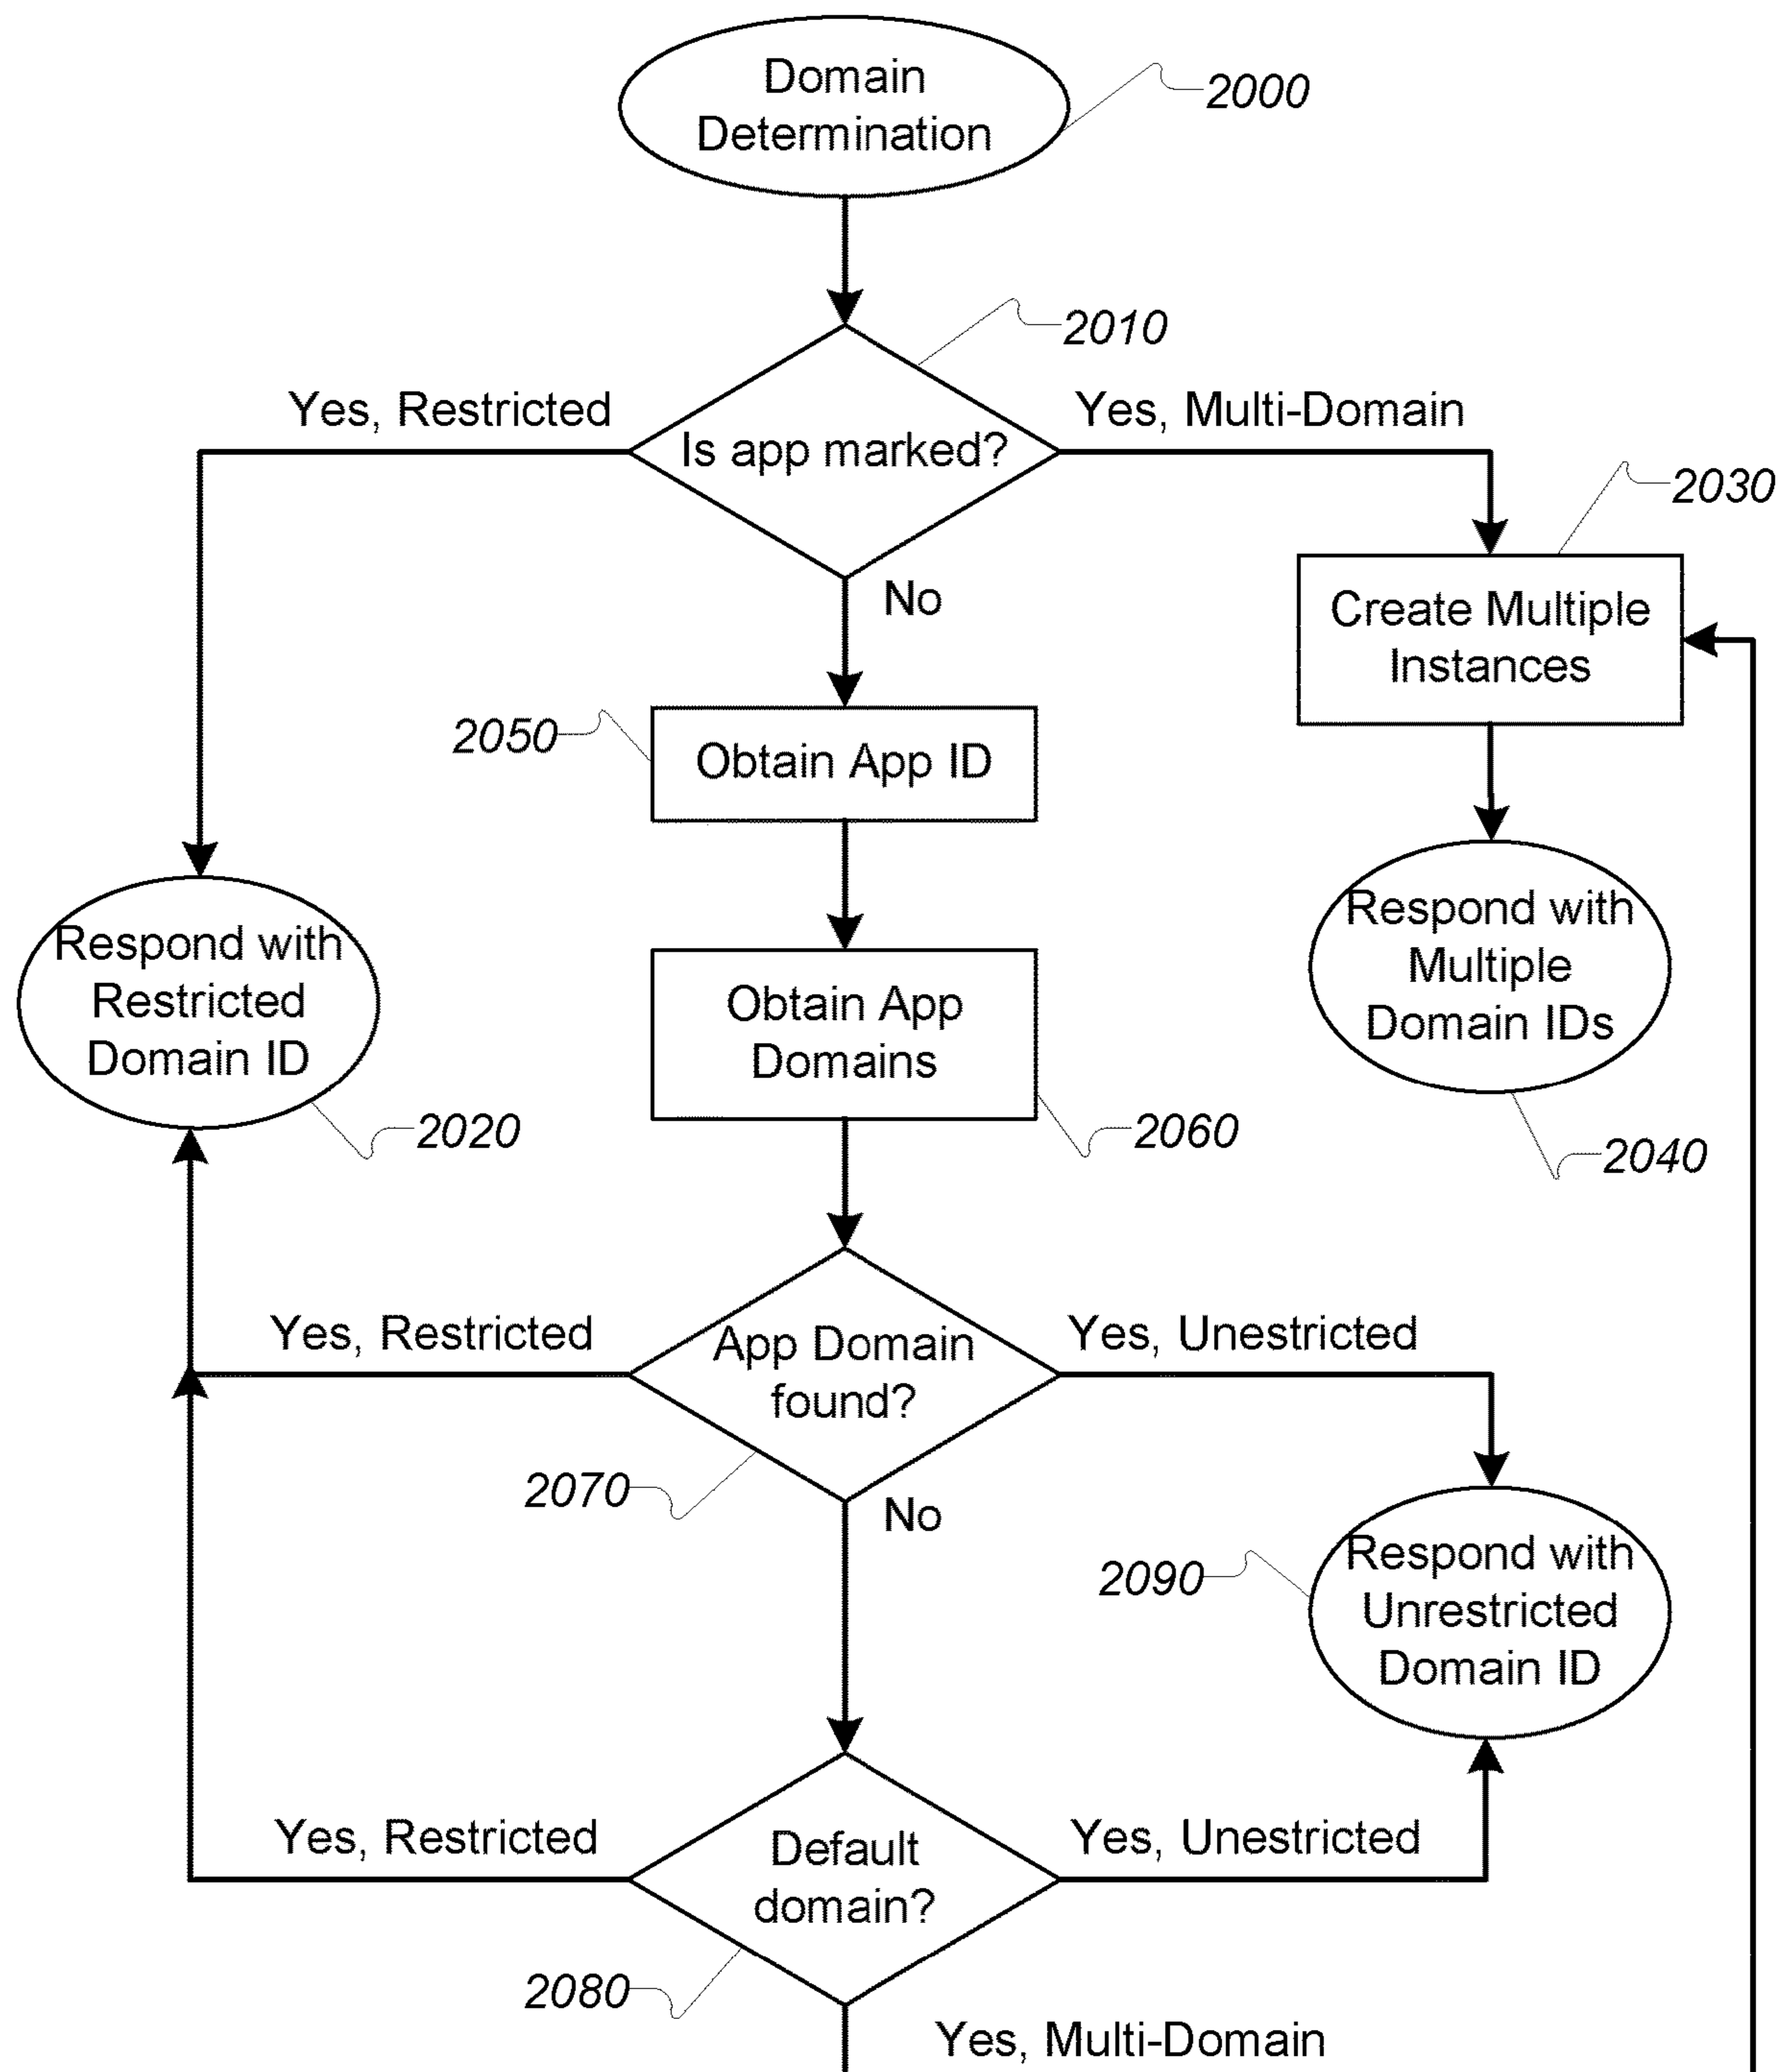 Domain
Determination
2000
2010
Yes, Restricted
Is app marked?
Yes, Multi-Domain
2030
No
Create Multiple
Instances
2050
Obtain App ID
Respond with
Restricted
Domain ID
2020
Obtain App
Domains
2060
Respond with
Multiple
Domain IDs
2040
Yes, Restricted
App Domain
found?
Yes, Unestricted
2070
No
2090
Respond with
Unrestricted
Domain ID
Yes, Restricted
Default
domain?
Yes, Unestricted
2080
Yes, Multi-Domain